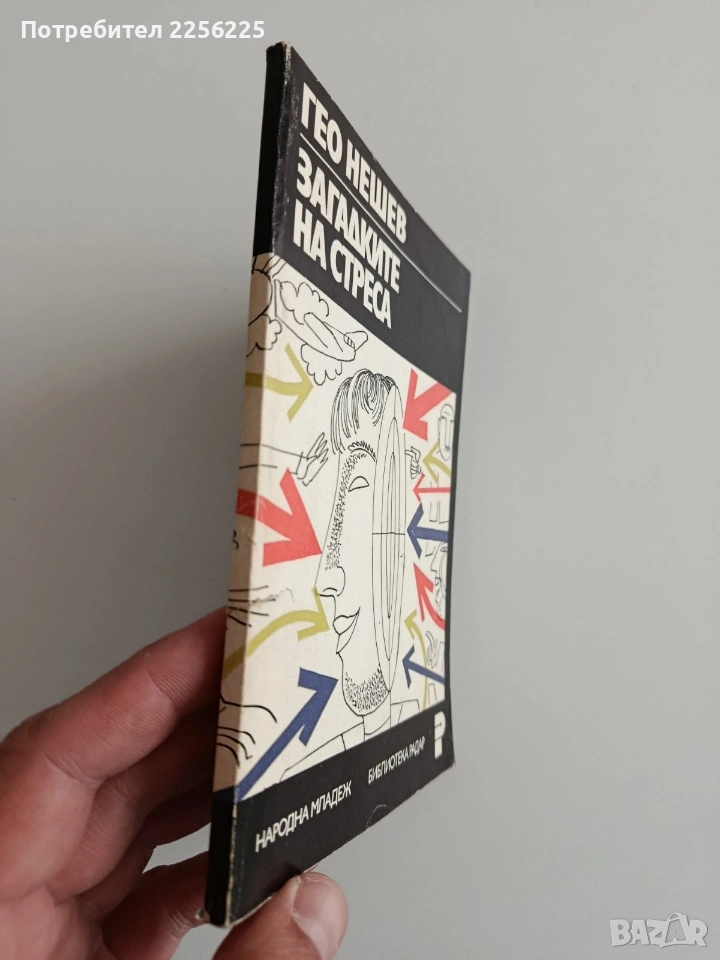 Потребител 2256225
ГЕО НЕШЕВ
ЗАГАДКИТЕ
НА СТРЕСА
НАРОДНА МЛАДЕЖ
БИБЛИОТЕКА РАДАР
BAZAR